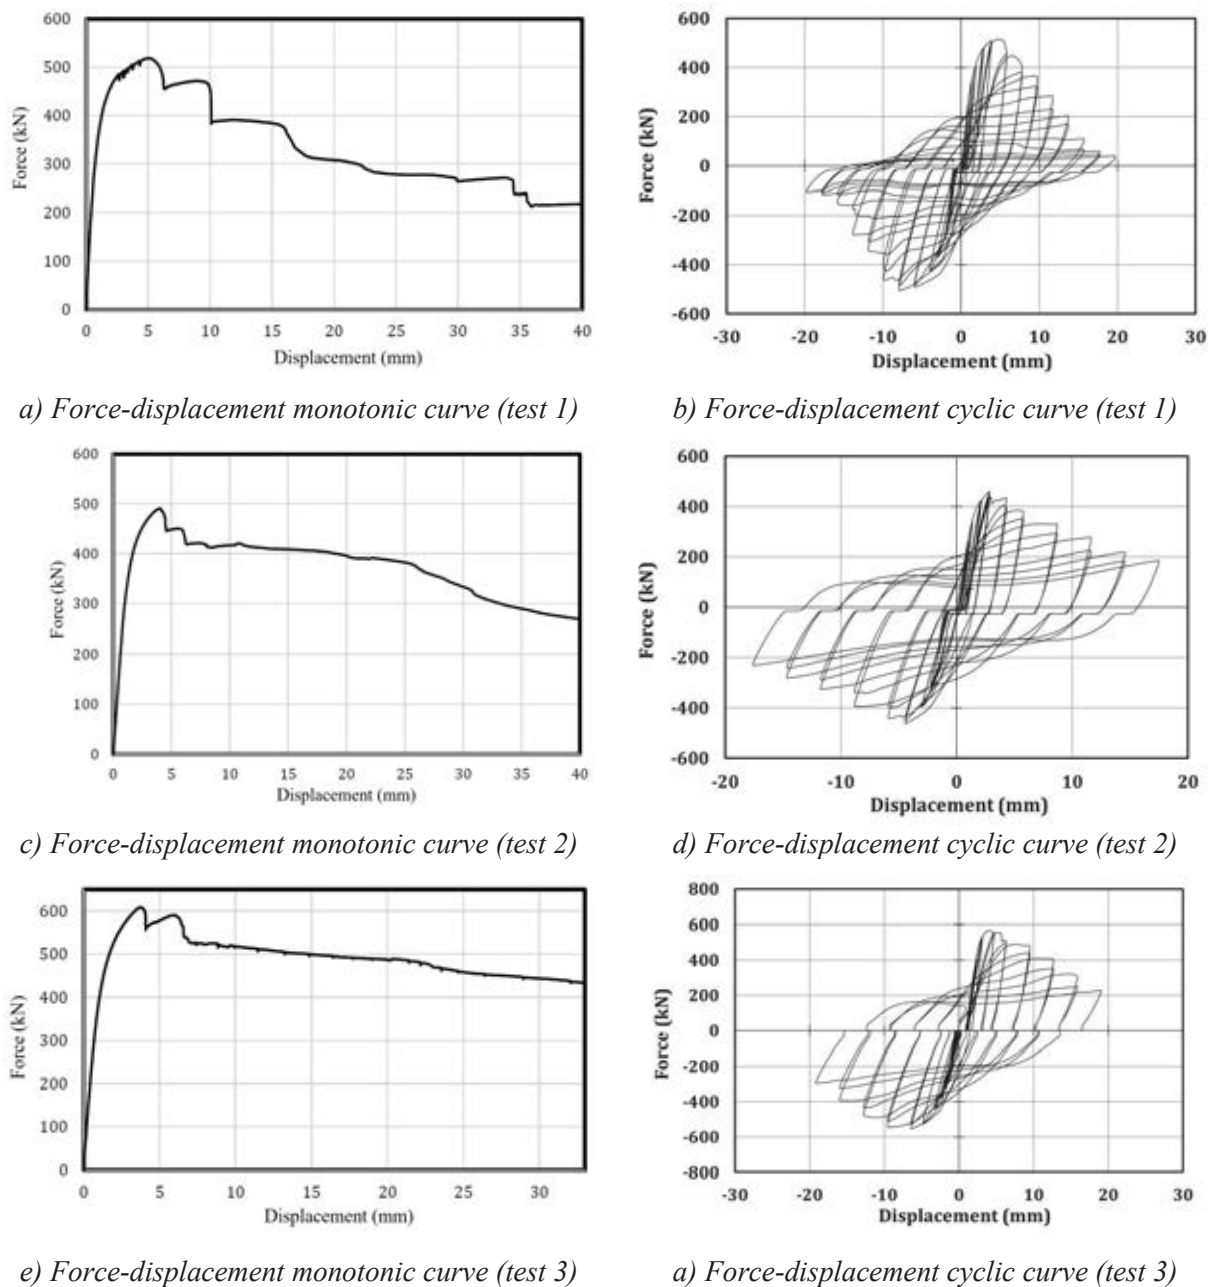 600
500
400
300
200
100
0
Force (kN)
0 5 10 15 20 25 30 35 40
Displacement (mm)
600
400
200
0
-200
-400
-600
Force (kN)
-30 -20 -10 0 10 20 30
Displacement (mm)
a) Force-displacement monotonic curve (test 1)
b) Force-displacement cyclic curve (test 1)
600
500
400
300
200
100
0
Force (kN)
0 5 10 15 20 25 30 35 40
Displacement (mm)
600
400
200
0
-200
-400
-600
Force (kN)
-20 -10 0 10 20
Displacement (mm)
c) Force-displacement monotonic curve (test 2)
d) Force-displacement cyclic curve (test 2)
600
500
400
300
200
100
0
Force (kN)
0 5 10 15 20 25 30
Displacement (mm)
800
600
400
200
0
-200
-400
-600
-800
Force (kN)
-30 -20 -10 0 10 20 30
Displacement (mm)
e) Force-displacement monotonic curve (test 3)
a) Force-displacement cyclic curve (test 3)